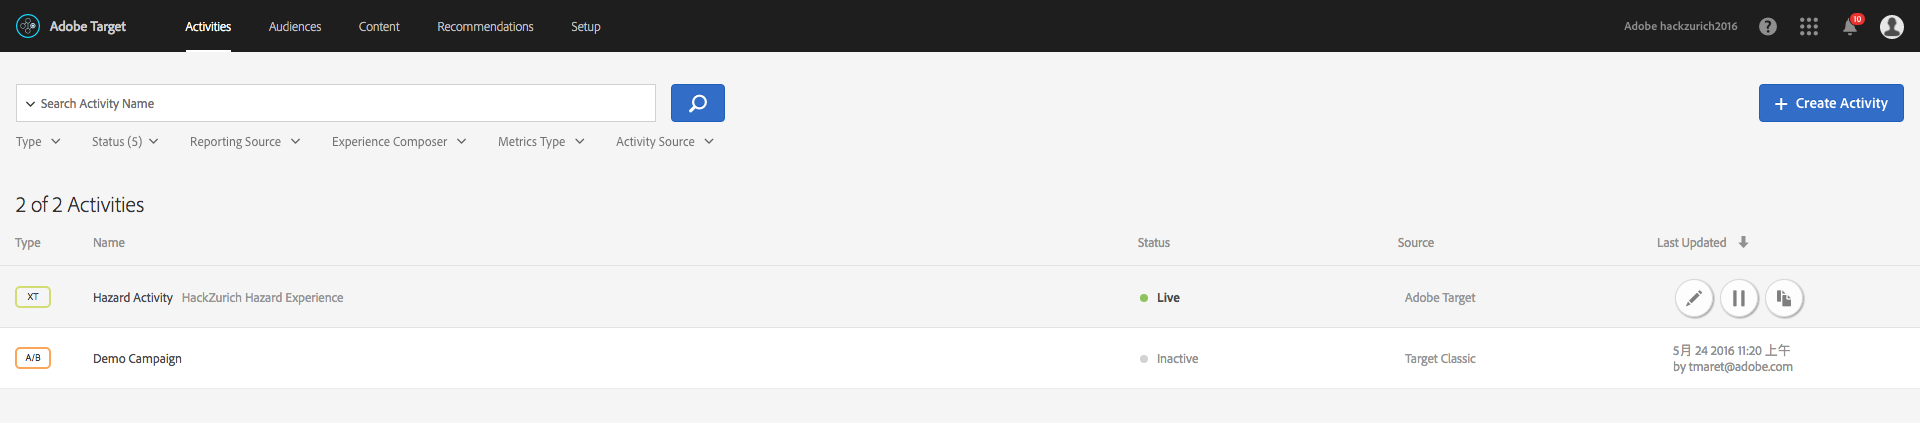 Adobe Target Activities Audiences Content Recommendations Setup Adobe hackzurich2016 ? 10
Search Activity Name + Create Activity
Type Status (5) Reporting Source Experience Composer Metrics Type Activity Source
2 of 2 Activities
Type Name Status Source Last Updated
XT Hazard Activity HackZurich Hazard Experience Live Adobe Target
A/B Demo Campaign Inactive Target Classic 5月 24 2016 11:20 上午
by tmaret@adobe.com